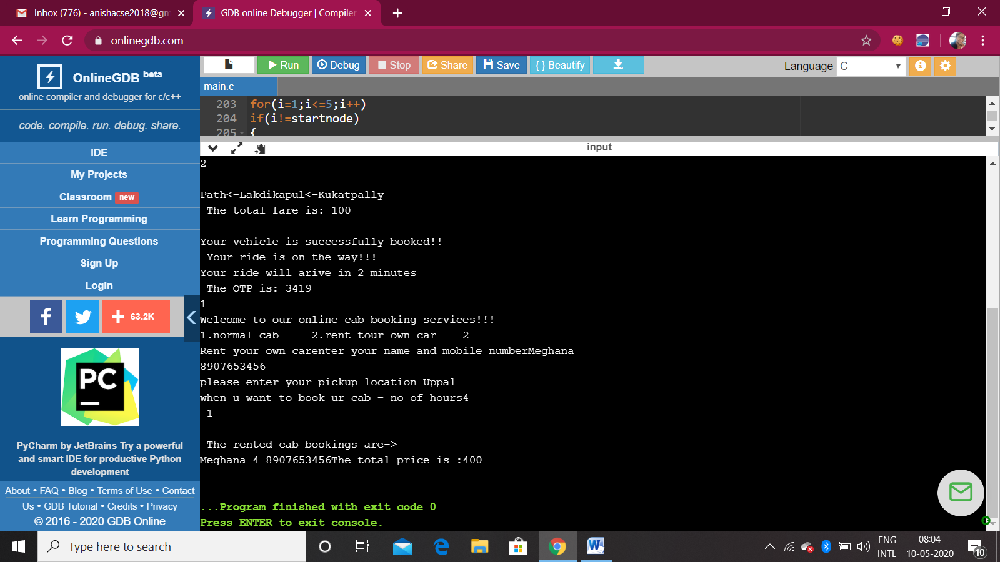 Inbox (776) - anishacse2018@gm
GDB online Debugger | Compiler
onlinegdb.com
OnlineGDB beta
online compiler and debugger for c/c++
code. compile. run. debug. share.
IDE
My Projects
Classroom new
Learn Programming
Programming Questions
Sign Up
Login
63.2K
PC
PyCharm by JetBrains Try a powerful
and smart IDE for productive Python
development
About • FAQ • Blog • Terms of Use • Contact
Us • GDB Tutorial • Credits • Privacy
© 2016 - 2020 GDB Online
Run Debug Stop Share Save { } Beautify
Language C
main.c
203 for(i=1;i<=5;i++)
204 if(i!=startnode)
205 {
input
2
Path<-Lakdikapul<-Kukatpally
The total fare is: 100
Your vehicle is successfully booked!!
Your ride is on the way!!!
Your ride will arive in 2 minutes
The OTP is: 3419
1
Welcome to our online cab booking services!!!
1.normal cab     2.rent tour own car    2
Rent your own carenter your name and mobile numberMeghana
8907653456
please enter your pickup location Uppal
when u want to book ur cab - no of hours4
-1
The rented cab bookings are->
Meghana 4 8907653456The total price is :400
...Program finished with exit code 0
Press ENTER to exit console.
Type here to search
ENG
INTL
08:04
10-05-2020
10